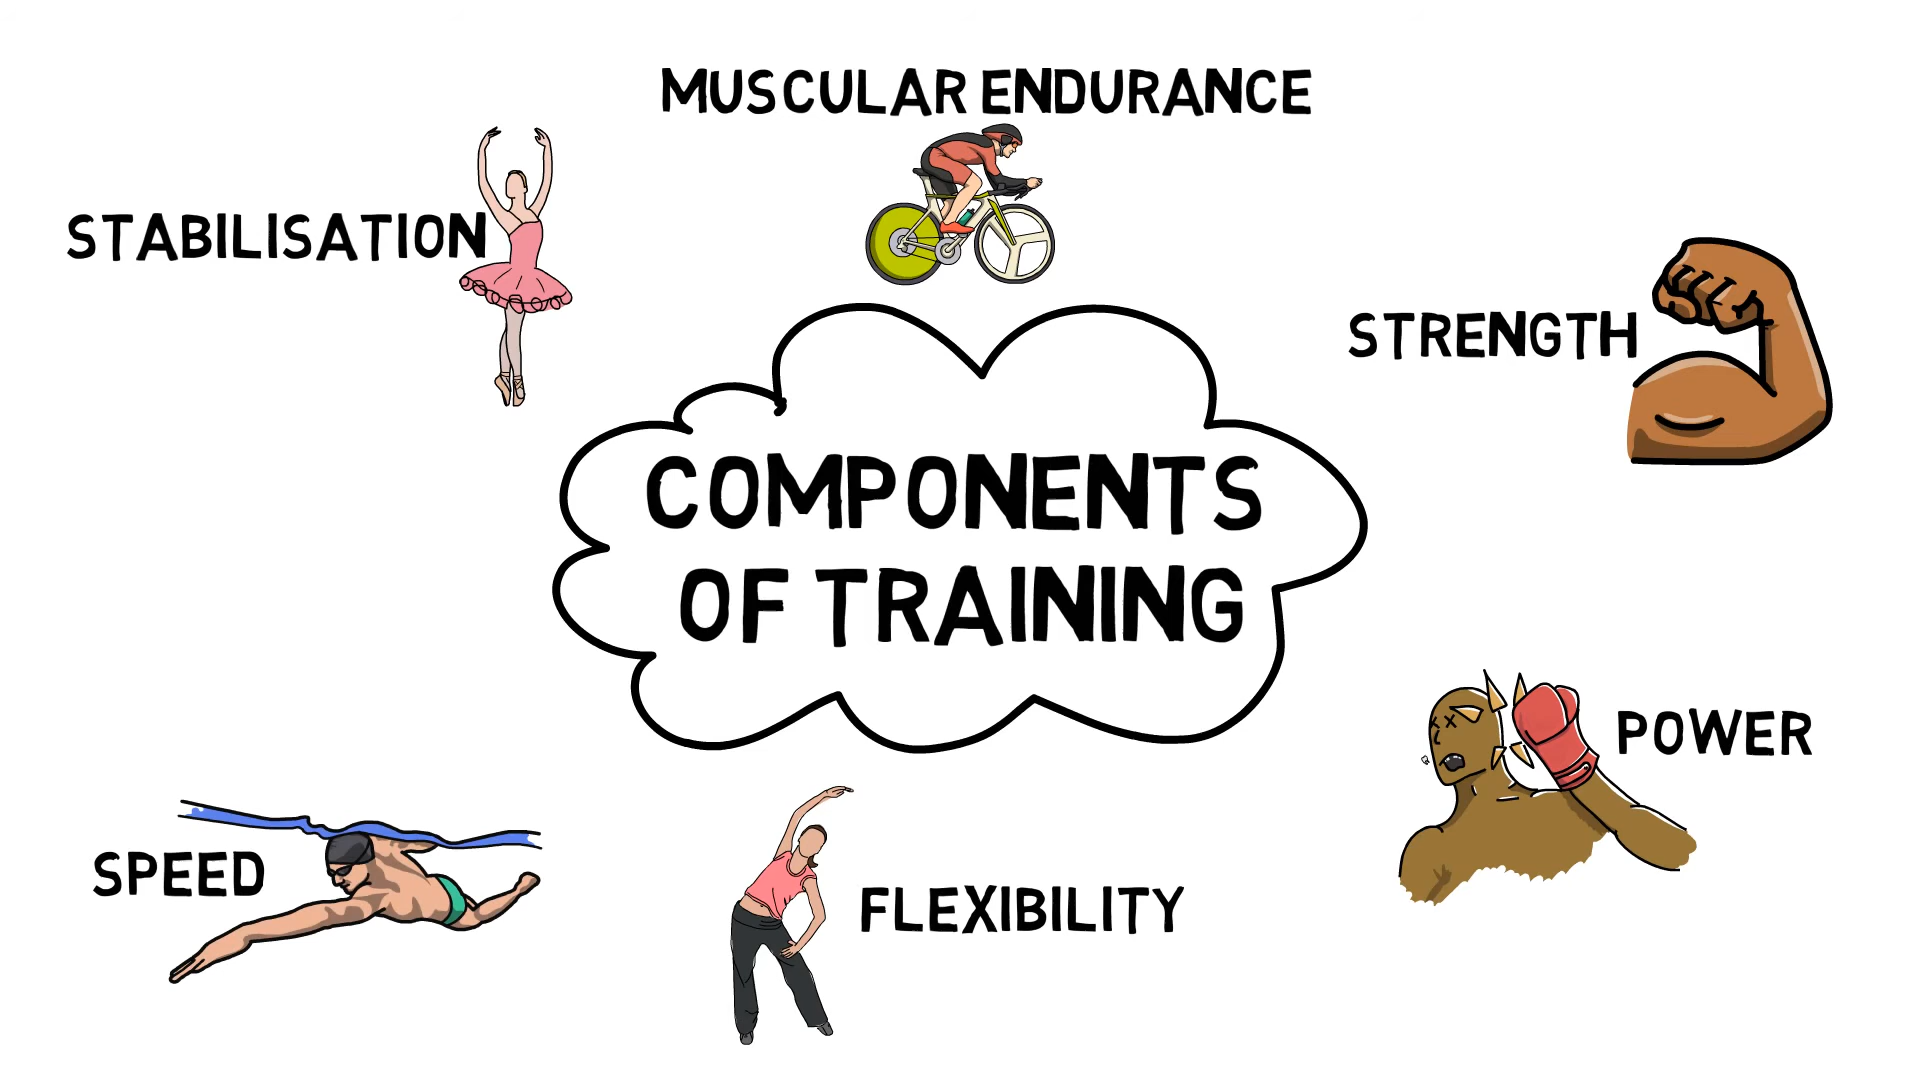 MUSCULAR ENDURANCE
STABILISATION
STRENGTH
COMPONENTS
OF TRAINING
POWER
SPEED
FLEXIBILITY